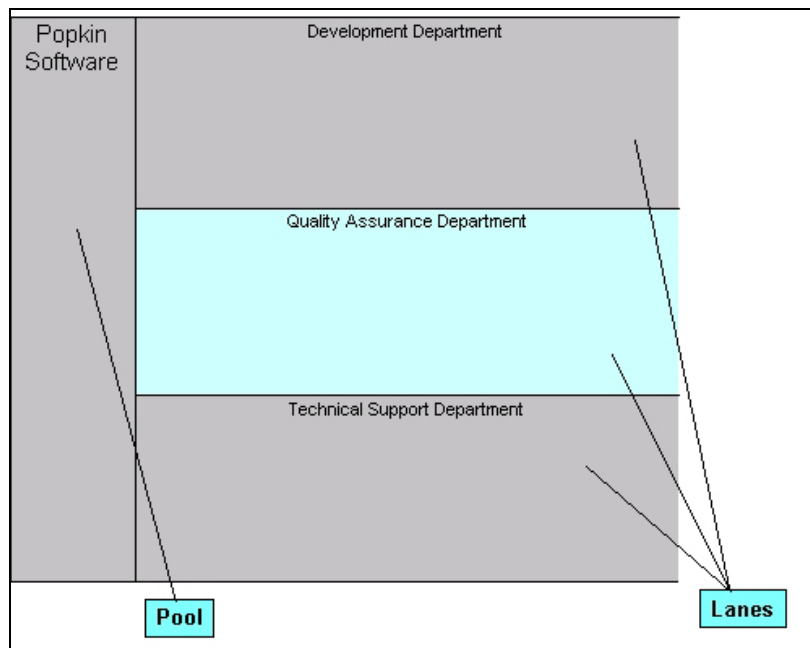 Popkin
Software
Development Department
Quality Assurance Department
Technical Support Department
Pool
Lanes